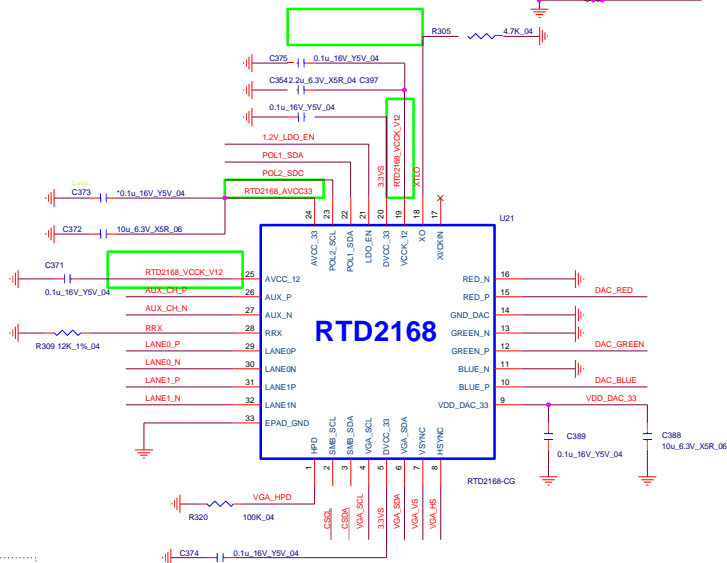 R305 4.7K_04
C375 0.1u_16V_Y5V_04
C354 2.2u_6.3V_X5R_04 C397
0.1u_16V_Y5V_04
1.2V_LDO_EN
POL1_SDA
POL2_SDC
RTD2168_AVCC33
3.3VS
RTD2168_VCCK_V12
XTLO
C373 *0.1u_16V_Y5V_04
C372 10u_6.3V_X5R_06
24
23
22
21
20
19
18
17
U21
AVCC_33
POL2_SCL
POL1_SDA
LDO_EN
DVCC_33
VCCK_12
XO
XI/CKIN
C371
0.1u_16V_Y5V_04
RTD2168_VCCK_V12 25 AVCC_12
AUX_CH_P 26 AUX_P
AUX_CH_N 27 AUX_N
RRX 28 RRX
R309 12K_1%_04
LANE0_P 29 LANE0P
LANE0_N 30 LANE0N
LANE1_P 31 LANE1P
LANE1_N 32 LANE1N
33 EPAD_GND
RTD2168
RED_N 16
RED_P 15 DAC_RED
GND_DAC 14
GREEN_N 13
GREEN_P 12 DAC_GREEN
BLUE_N 11
BLUE_P 10 DAC_BLUE
VDD_DAC_33 9 VDD_DAC_33
C389
0.1u_16V_Y5V_04
C388
10u_6.3V_X5R_06
HPD
SMB_SCL
SMB_SDA
VGA_SCL
DVCC_33
VGA_SDA
VSYNC
HSYNC
1
2
3
4
5
6
7
8
RTD2168-CG
VGA_HPD
R320 100K_04
CSCL
CSDA
VGA_SCL
3.3VS
VGA_SDA
VGA_VS
VGA_HS
C374 0.1u_16V_Y5V_04